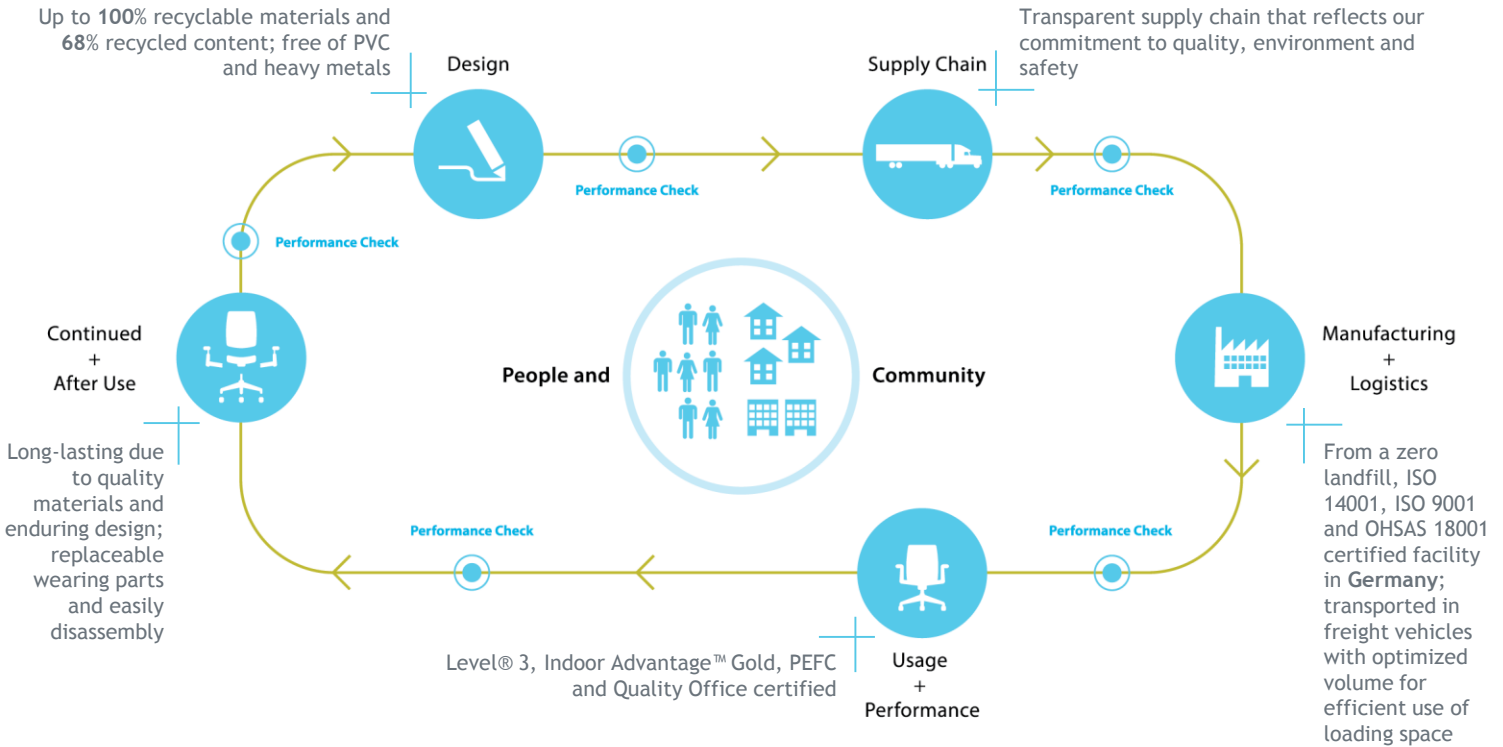 Up to 100% recyclable materials and
68% recycled content; free of PVC
and heavy metals
Design
Supply Chain
Transparent supply chain that reflects our
commitment to quality, environment and
safety
Performance Check
Performance Check
Performance Check
Continued
+
After Use
People and
Community
Manufacturing
+
Logistics
Long-lasting due
to quality
materials and
enduring design;
replaceable
wearing parts
and easily
disassembly
From a zero
landfill, ISO
14001, ISO 9001
and OHSAS 18001
certified facility
in Germany;
transported in
freight vehicles
with optimized
volume for
efficient use of
loading space
Performance Check
Performance Check
Level® 3, Indoor Advantage™ Gold, PEFC
and Quality Office certified
Usage
+
Performance